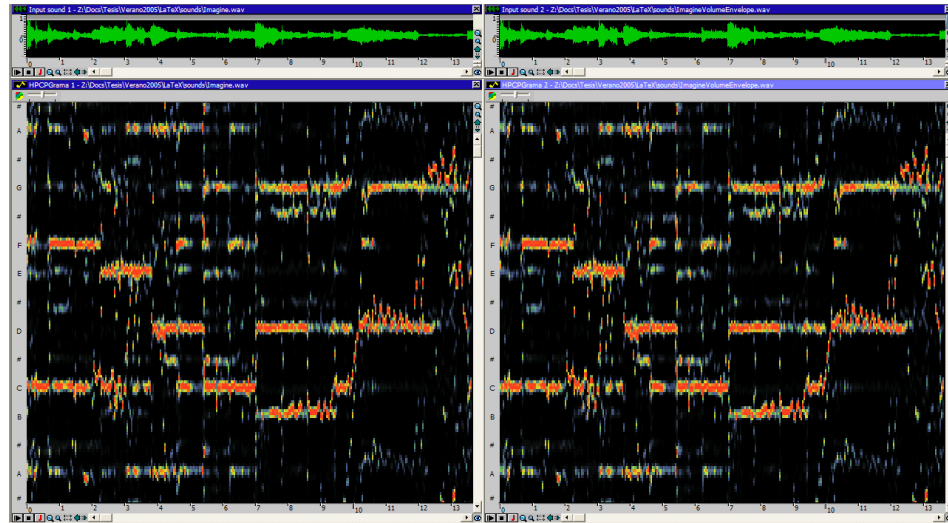 Input sound 1 - Z:\Docs\Tesis\Verano2005\LaTeX\sounds\Imagine.wav
Input sound 2 - Z:\Docs\Tesis\Verano2005\LaTeX\sounds\ImagineVolumeEnvelope.wav
1
0
1
0
0 1 2 3 4 5 6 7 8 9 10 11 12 13
0 1 2 3 4 5 6 7 8 9 10 11 12 13
HPCPGrama 1 - Z:\Docs\Tesis\Verano2005\LaTeX\sounds\Imagine.wav
HPCPGrama 2 - Z:\Docs\Tesis\Verano2005\LaTeX\sounds\ImagineVolumeEnvelope.wav
#
A
#
G
#
F
E
#
D
#
C
B
#
A
#
#
A
#
G
#
F
E
#
D
#
C
B
#
A
#
0 1 2 3 4 5 6 7 8 9 10 11 12 13
0 1 2 3 4 5 6 7 8 9 10 11 12 13